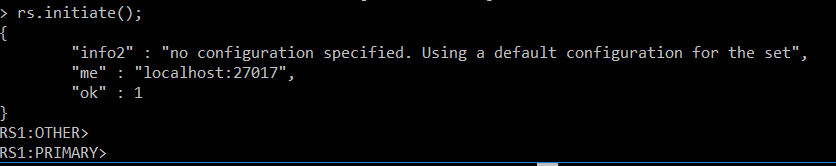 > rs.initiate();
{
        "info2" : "no configuration specified. Using a default configuration for the set",
        "me" : "localhost:27017",
        "ok" : 1
}
RS1:OTHER>
RS1:PRIMARY>